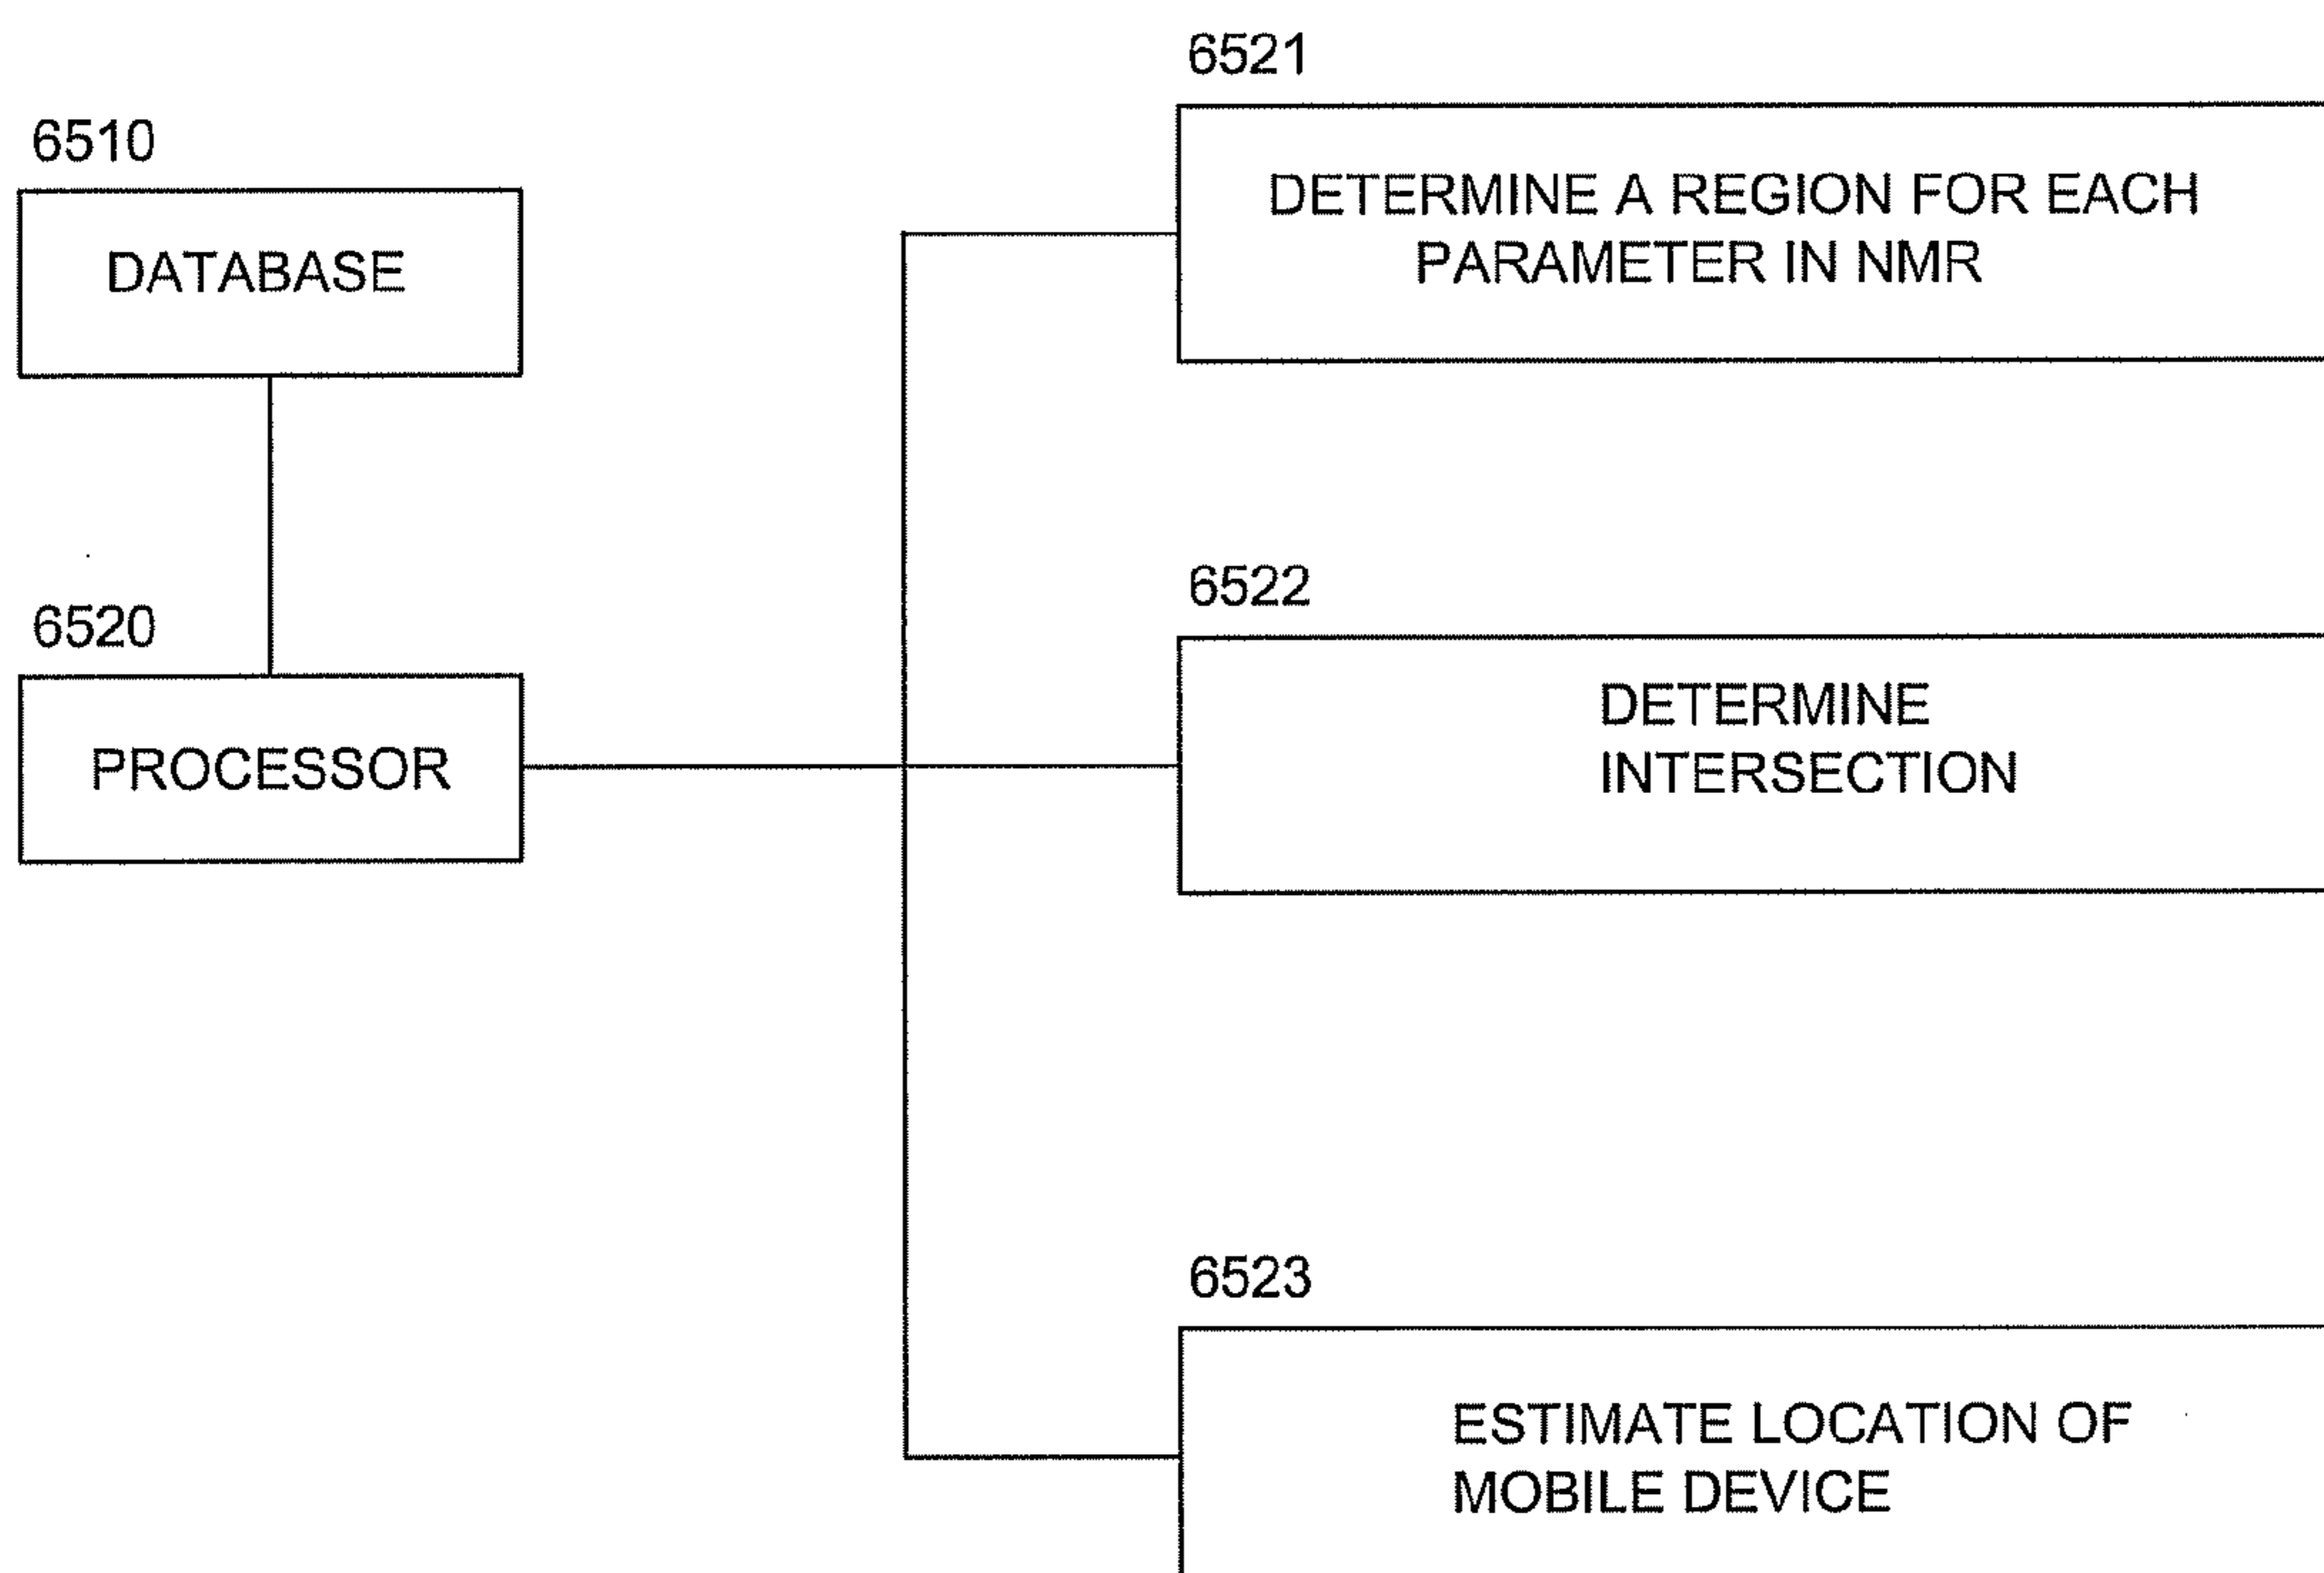 6510
DATABASE
6520
PROCESSOR
6521
DETERMINE A REGION FOR EACH
PARAMETER IN NMR
6522
DETERMINE
INTERSECTION
6523
ESTIMATE LOCATION OF
MOBILE DEVICE